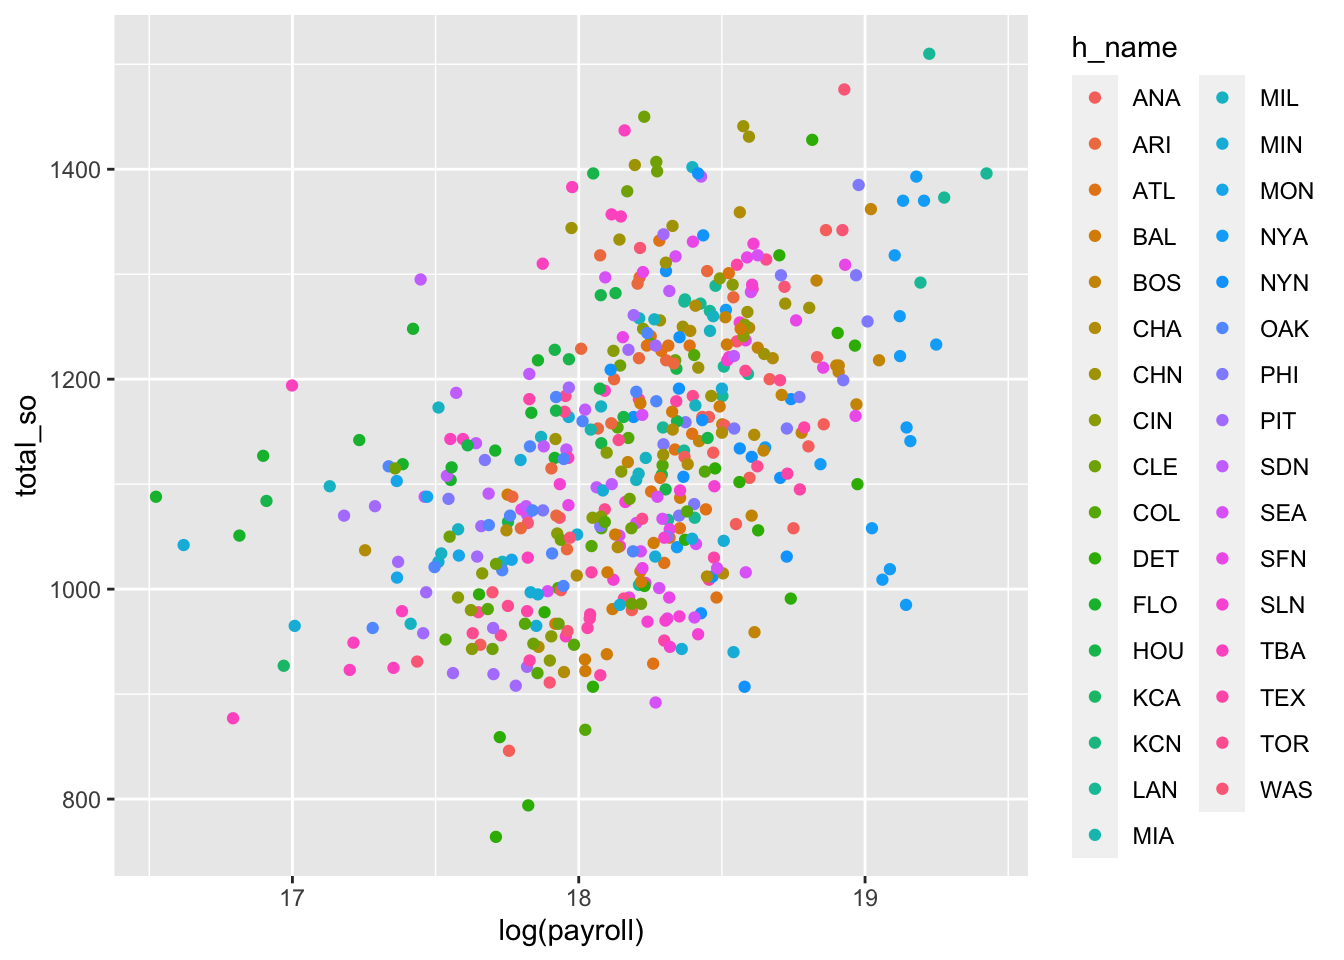 h_name
ANA
ARI
ATL
BAL
BOS
CHA
CHN
CIN
CLE
COL
DET
FLO
HOU
KCA
KCN
LAN
MIA
MIL
MIN
MON
NYA
NYN
OAK
PHI
PIT
SDN
SEA
SFN
SLN
TBA
TEX
TOR
WAS
total_so
1400
1200
1000
800
17 18 19
log(payroll)